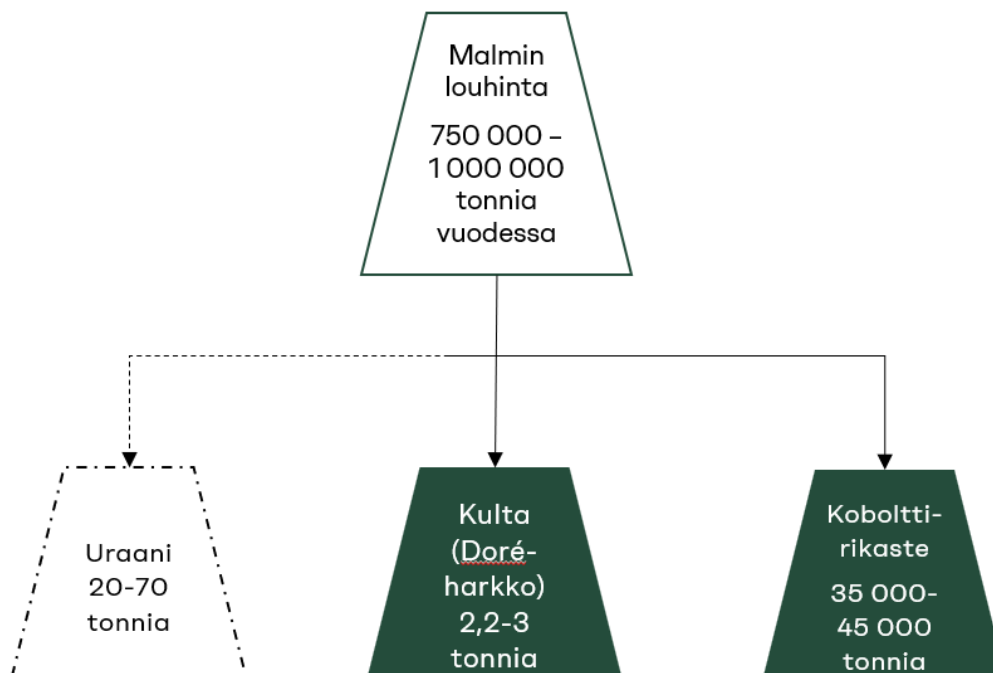 Malmin
louhinta
750 000 –
1 000 000
tonnia
vuodessa
Uraani
20-70
tonnia
Kulta
(Doré-
harkko)
2,2-3
tonnia
Koboltti-
rikaste
35 000-
45 000
tonnia